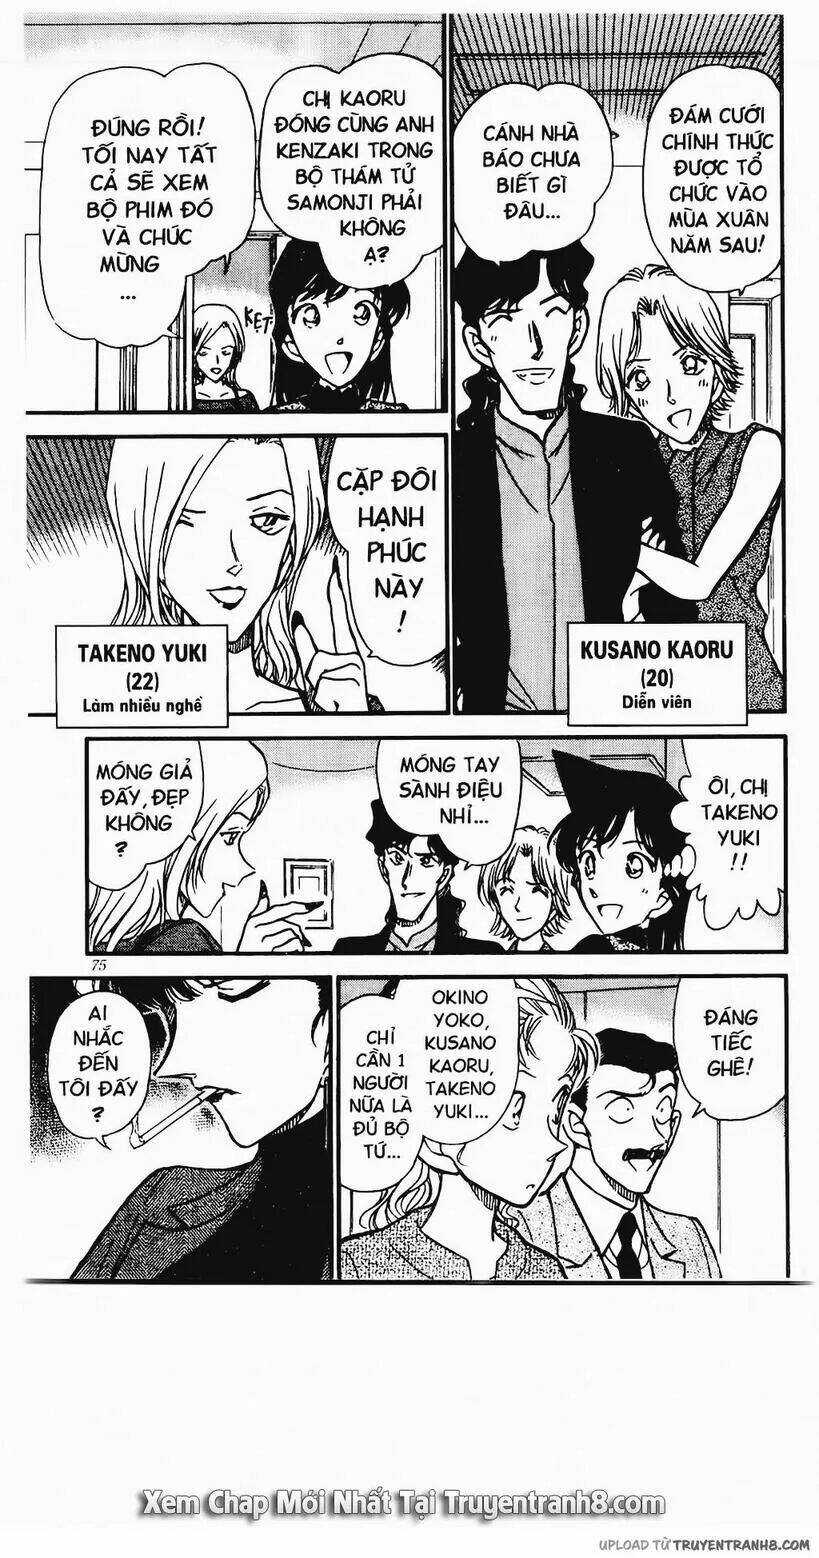 ĐÁM CƯỚI
CHÍNH THỨC
ĐƯỢC TỔ
CHỨC VÀO
MÙA XUÂN
NĂM SAU!
CÁNH NHÀ
BÁO CHƯA
BIẾT GÌ
ĐÂU...
KUSANO KAORU
(20)
Diễn viên
CHỊ KAORU
ĐÓNG CÙNG ANH
KENZAKI TRONG
BỘ THÁM TỬ
SAMONJI PHẢI
KHÔNG
Ạ?
ĐÚNG RỒI!
TỐI NAY TẤT
CẢ SẼ XEM
BỘ PHIM ĐÓ
VÀ CHÚC
MỪNG
...
KẸT
CẶP ĐÔI
HẠNH
PHÚC
NÀY
!
TAKENO YUKI
(22)
Làm nhiều nghề
ÔI, CHỊ
TAKENO
YUKI
!!
MÓNG TAY
SÀNH ĐIỆU
NHỈ...
MÓNG GIẢ
ĐẤY, ĐẸP
KHÔNG
?
75
ĐÁNG
TIẾC
GHÊ!
OKINO
YOKO,
KUSANO
KAORU,
TAKENO
YUKI...
CHỈ
CẦN 1
NGƯỜI
NỮA LÀ
ĐỦ BỘ
TỨ...
AI
NHẮC
ĐẾN
TÔI ĐẤY
?
Xem Chap Mới Nhất Tại Truyentranh8.com
UPLOAD TỪ TRUYENTRANH8.COM